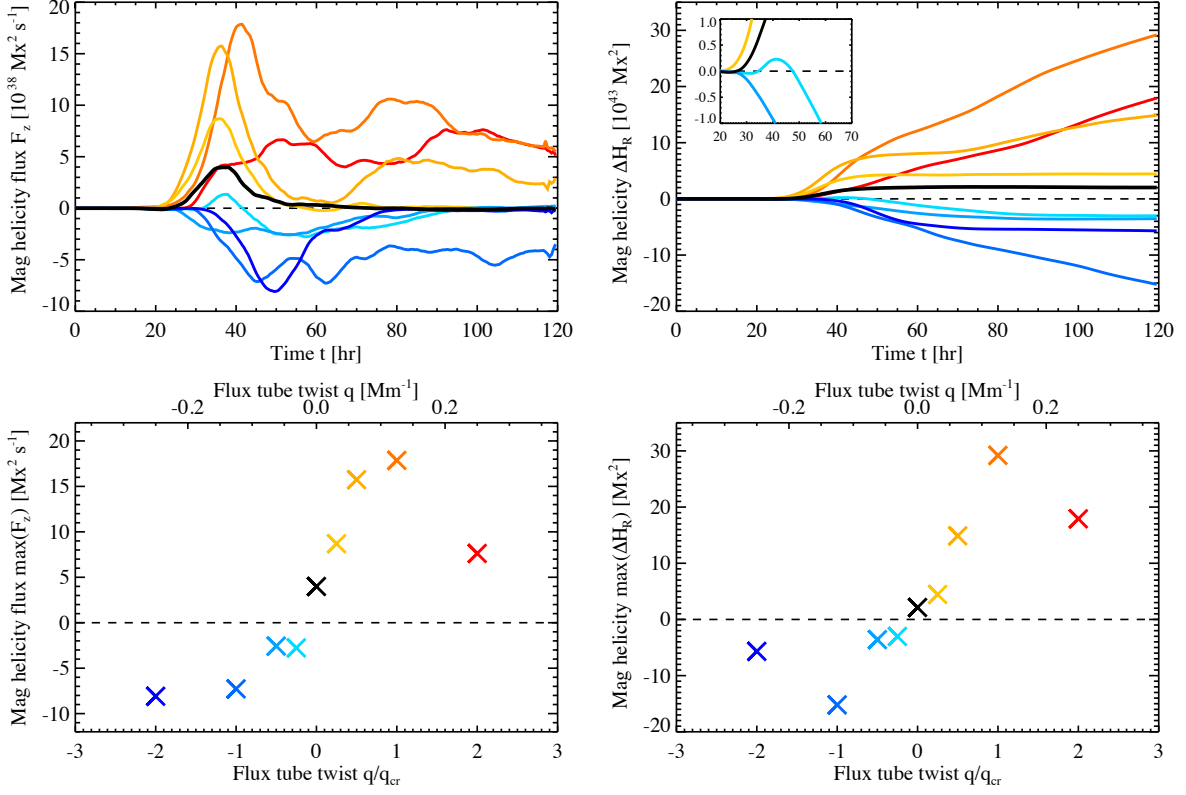 Mag helicity flux F_z [10^38 Mx^2 s^-1]
20
15
10
5
0
-5
-10
0 20 40 60 80 100 120
Time t [hr]
Mag helicity ΔH_R [10^43 Mx^2]
30
20
10
0
-10
-20
1.0
0.5
0.0
-0.5
-1.0
20 30 40 50 60 70
0 20 40 60 80 100 120
Time t [hr]
Flux tube twist q [Mm^-1]
-0.2 0.0 0.2
Mag helicity flux max(F_z) [Mx^2 s^-1]
20
15
10
5
0
-5
-10
-3 -2 -1 0 1 2 3
Flux tube twist q/q_cr
Flux tube twist q [Mm^-1]
-0.2 0.0 0.2
Mag helicity max(ΔH_R) [Mx^2]
30
20
10
0
-10
-20
-3 -2 -1 0 1 2 3
Flux tube twist q/q_cr